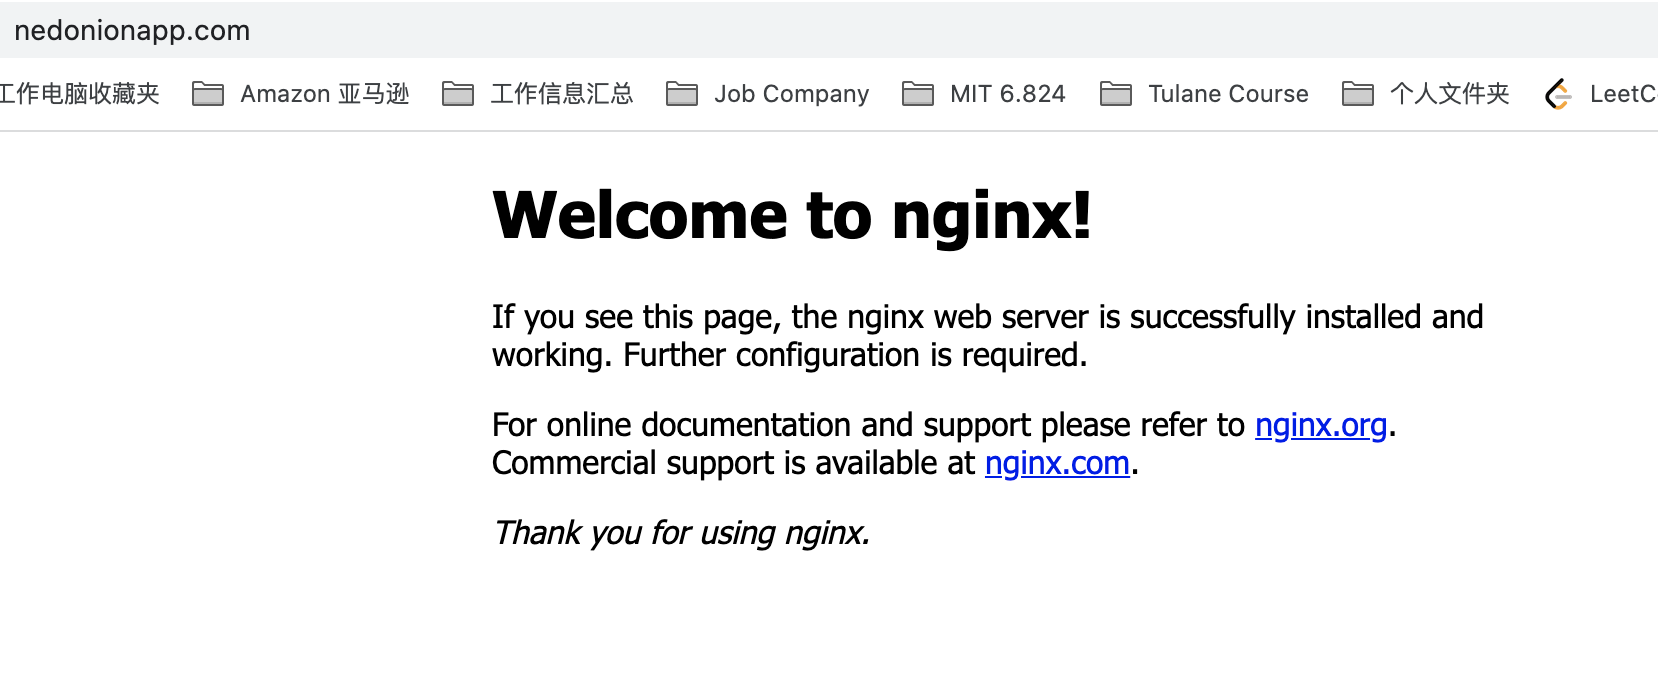 nedonionapp.com
工作电脑收藏夹 Amazon 亚马逊 工作信息汇总 Job Company MIT 6.824 Tulane Course 个人文件夹 LeetC
Welcome to nginx!
If you see this page, the nginx web server is successfully installed and
working. Further configuration is required.
For online documentation and support please refer to nginx.org.
Commercial support is available at nginx.com.
Thank you for using nginx.